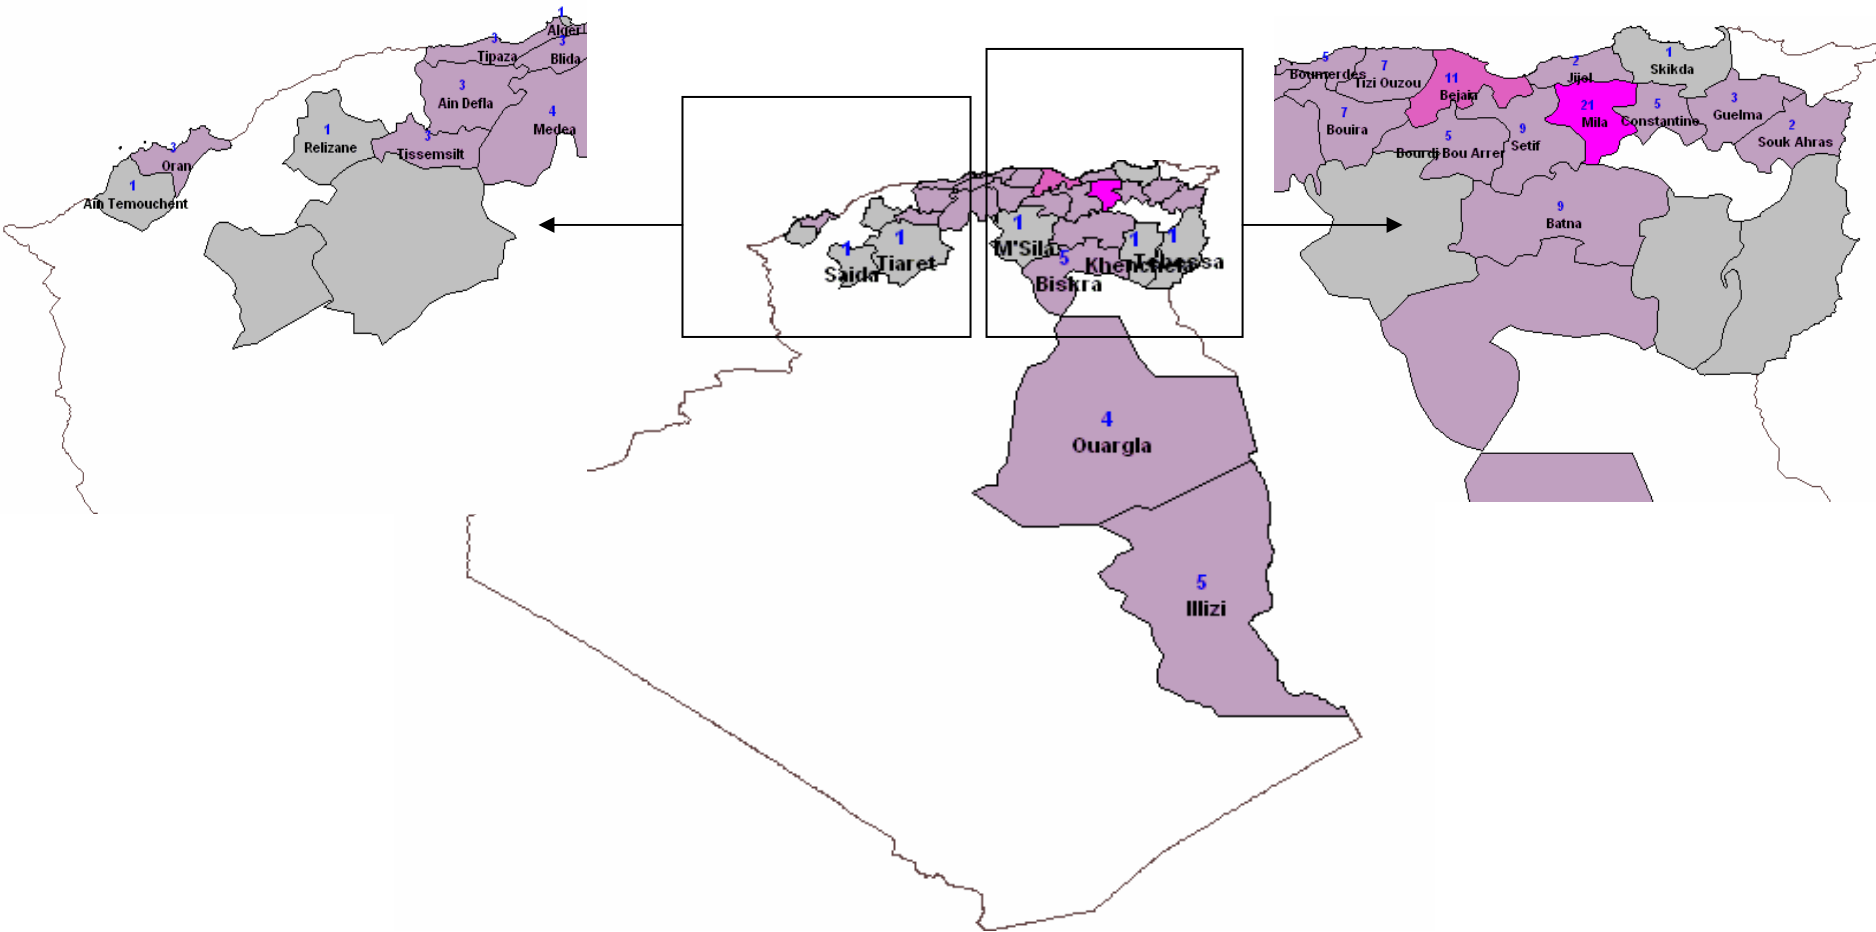 1
Alger
3
Tipaza
3
Blida
3
Ain Defla
4
Medea
1
Relizane
3
Tissemsilt
3
Oran
1
Ain Temouchent
1
Saida
1
Tiaret
1
M'Sila
5
Biskra
1
Khenchela
1
Tebessa
4
Ouargla
5
Illizi
5
Boumerdes
7
Tizi Ouzou
11
Bejaia
2
Jijel
1
Skikda
7
Bouira
5
Bourdj Bou Arrer
9
Setif
21
Mila
5
Constantine
3
Guelma
2
Souk Ahras
9
Batna